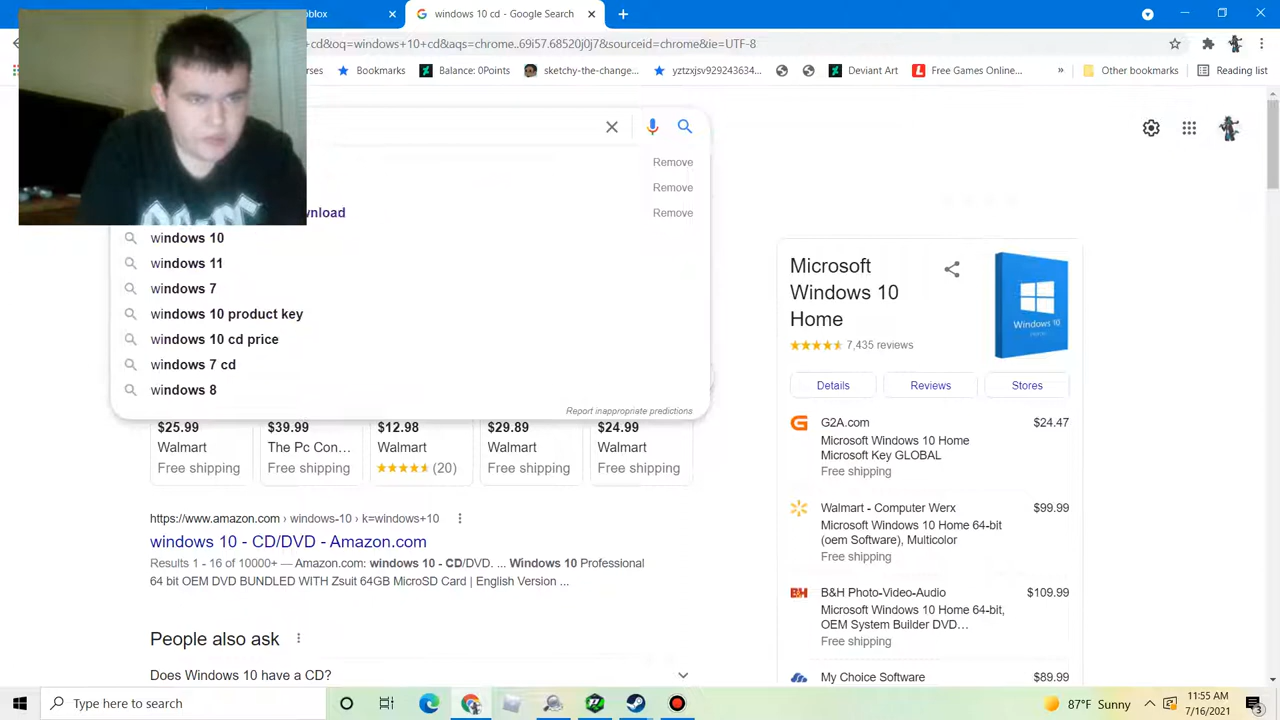 blox
windows 10 cd - Google Search
cd&oq=windows+10+cd&aqs=chrome..69i57.68520j0j7&sourceid=chrome&ie=UTF-8
rses
Bookmarks
Balance: 0Points
sketchy-the-change...
yztzxjsv929243634...
Deviant Art
Free Games Online...
»
Other bookmarks
Reading list
Remove
Remove
wnload
Remove
windows 10
windows 11
windows 7
windows 10 product key
windows 10 cd price
windows 7 cd
windows 8
Report inappropriate predictions
$25.99
Walmart
Free shipping
$39.99
The Pc Con...
Free shipping
$12.98
Walmart
(20)
$29.89
Walmart
Free shipping
$24.99
Walmart
Free shipping
https://www.amazon.com › windows-10 › k=windows+10
windows 10 - CD/DVD - Amazon.com
Results 1 - 16 of 10000+ — Amazon.com: windows 10 - CD/DVD. ... Windows 10 Professional
64 bit OEM DVD BUNDLED WITH Zsuit 64GB MicroSD Card | English Version ...
People also ask
Does Windows 10 have a CD?
Microsoft
Windows 10
Home
7,435 reviews
Windows 10
Details
Reviews
Stores
G2A.com
$24.47
Microsoft Windows 10 Home
Microsoft Key GLOBAL
Free shipping
Walmart - Computer Werx
$99.99
Microsoft Windows 10 Home 64-bit
(oem Software), Multicolor
Free shipping
B&H Photo-Video-Audio
$109.99
Microsoft Windows 10 Home 64-bit,
OEM System Builder DVD...
Free shipping
My Choice Software
$89.99
Type here to search
87°F Sunny
11:55 AM
7/16/2021
3